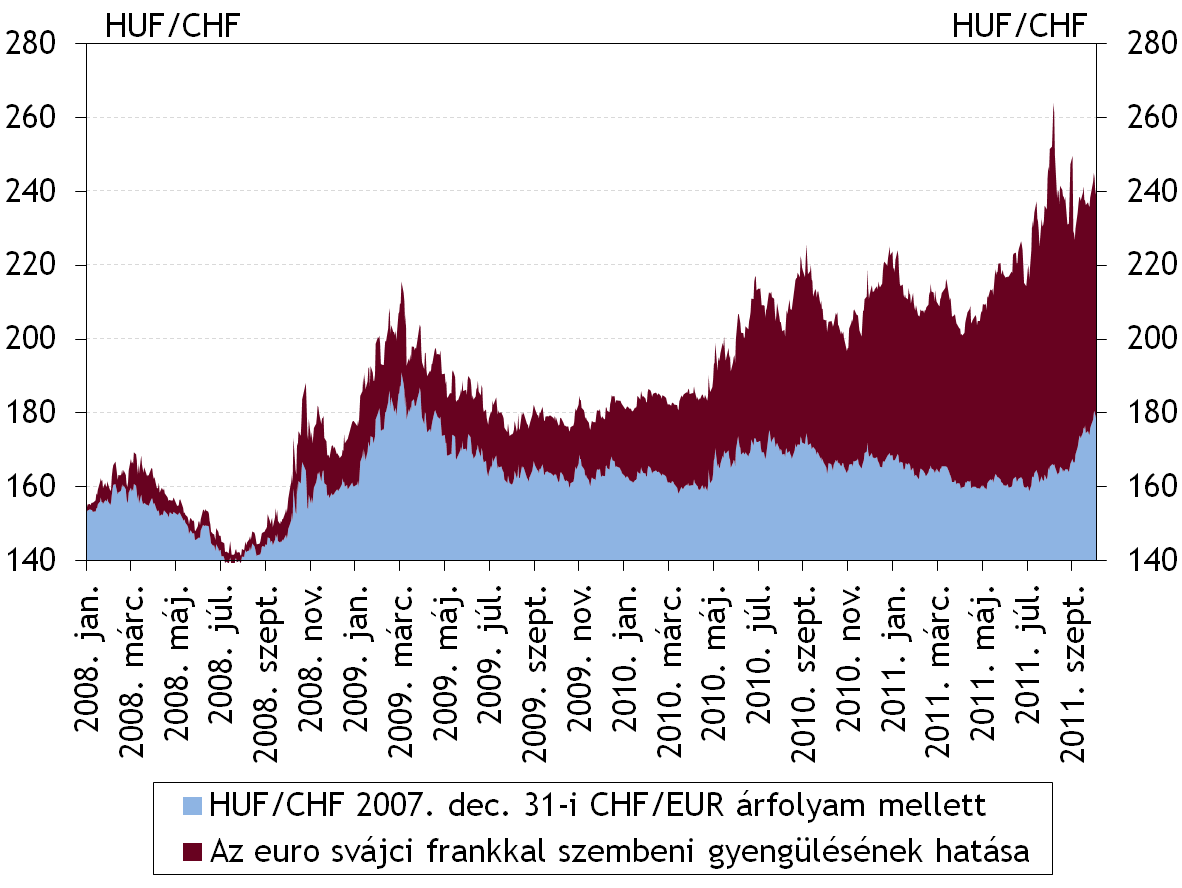 HUF/CHF HUF/CHF
280 280
260 260
240 240
220 220
200 200
180 180
160 160
140 140
2008. jan.
2008. márc.
2008. máj.
2008. júl.
2008. szept.
2008. nov.
2009. jan.
2009. márc.
2009. máj.
2009. júl.
2009. szept.
2009. nov.
2010. jan.
2010. márc.
2010. máj.
2010. júl.
2010. szept.
2010. nov.
2011. jan.
2011. márc.
2011. máj.
2011. júl.
2011. szept.
HUF/CHF 2007. dec. 31-i CHF/EUR árfolyam mellett
Az euro svájci frankkal szembeni gyengülésének hatása